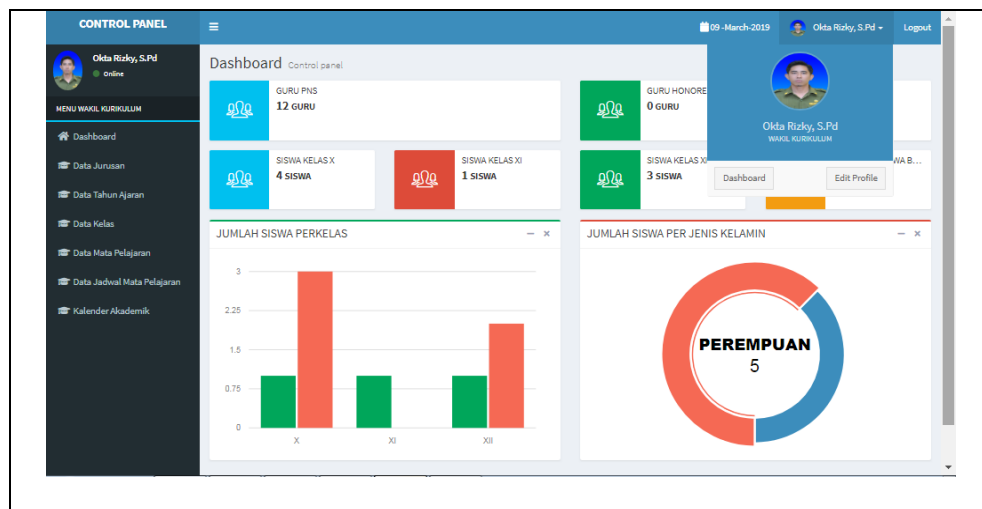 CONTROL PANEL
09 -March-2019
Okta Rizky, S.Pd
Logout
Okta Rizky, S.Pd
Online
MENU WAKIL KURIKULUM
Dashboard
Data Jurusan
Data Tahun Ajaran
Data Kelas
Data Mata Pelajaran
Data Jadwal Mata Pelajaran
Kalender Akademik
Dashboard Control panel
GURU PNS
12 GURU
GURU HONORE
0 GURU
Okta Rizky, S.Pd
WAKIL KURIKULUM
Dashboard
Edit Profile
SISWA KELAS X
4 SISWA
SISWA KELAS XI
1 SISWA
SISWA KELAS XI
3 SISWA
WA B...
JUMLAH SISWA PERKELAS
3
2.25
1.5
0.75
0
X
XI
XII
JUMLAH SISWA PER JENIS KELAMIN
PEREMPUAN
5